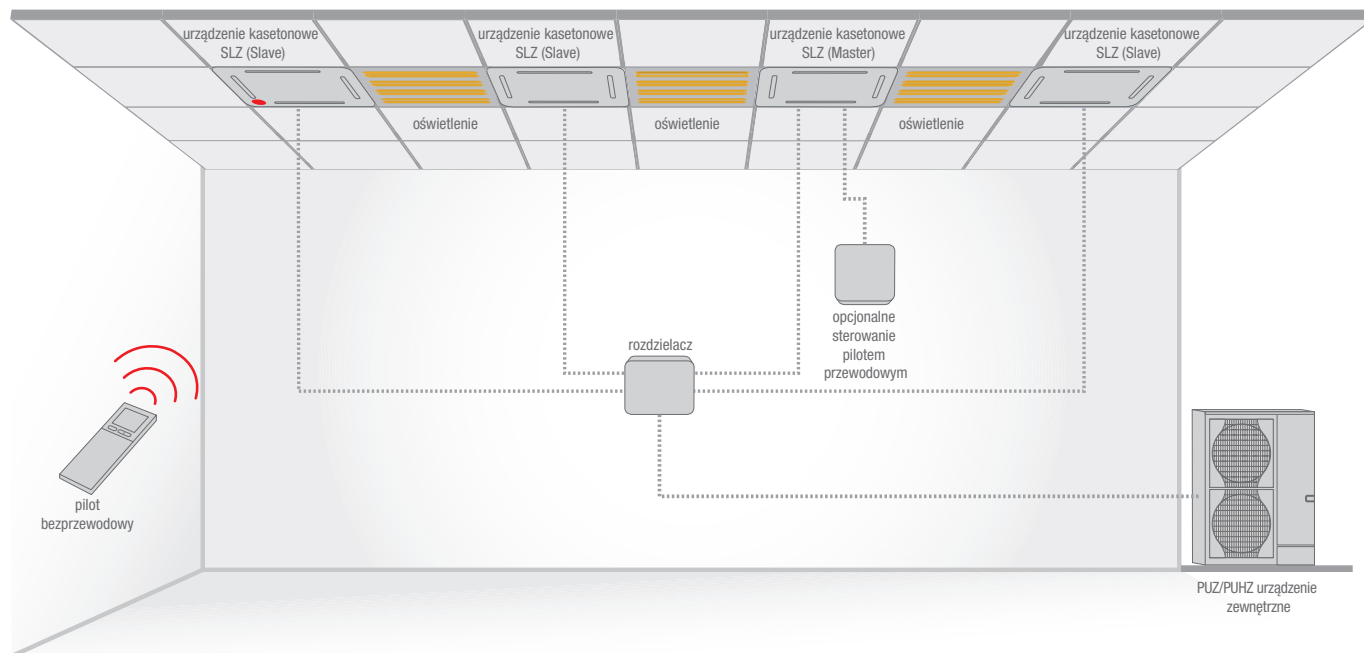 urządzenie kasetonowe
SLZ (Slave)
urządzenie kasetonowe
SLZ (Slave)
urządzenie kasetonowe
SLZ (Master)
urządzenie kasetonowe
SLZ (Slave)
oświetlenie
oświetlenie
oświetlenie
opcjonalne
sterowanie
pilotem
przewodowym
rozdzielacz
pilot
bezprzewodowy
PUZ/PUHZ urządzenie
zewnętrzne